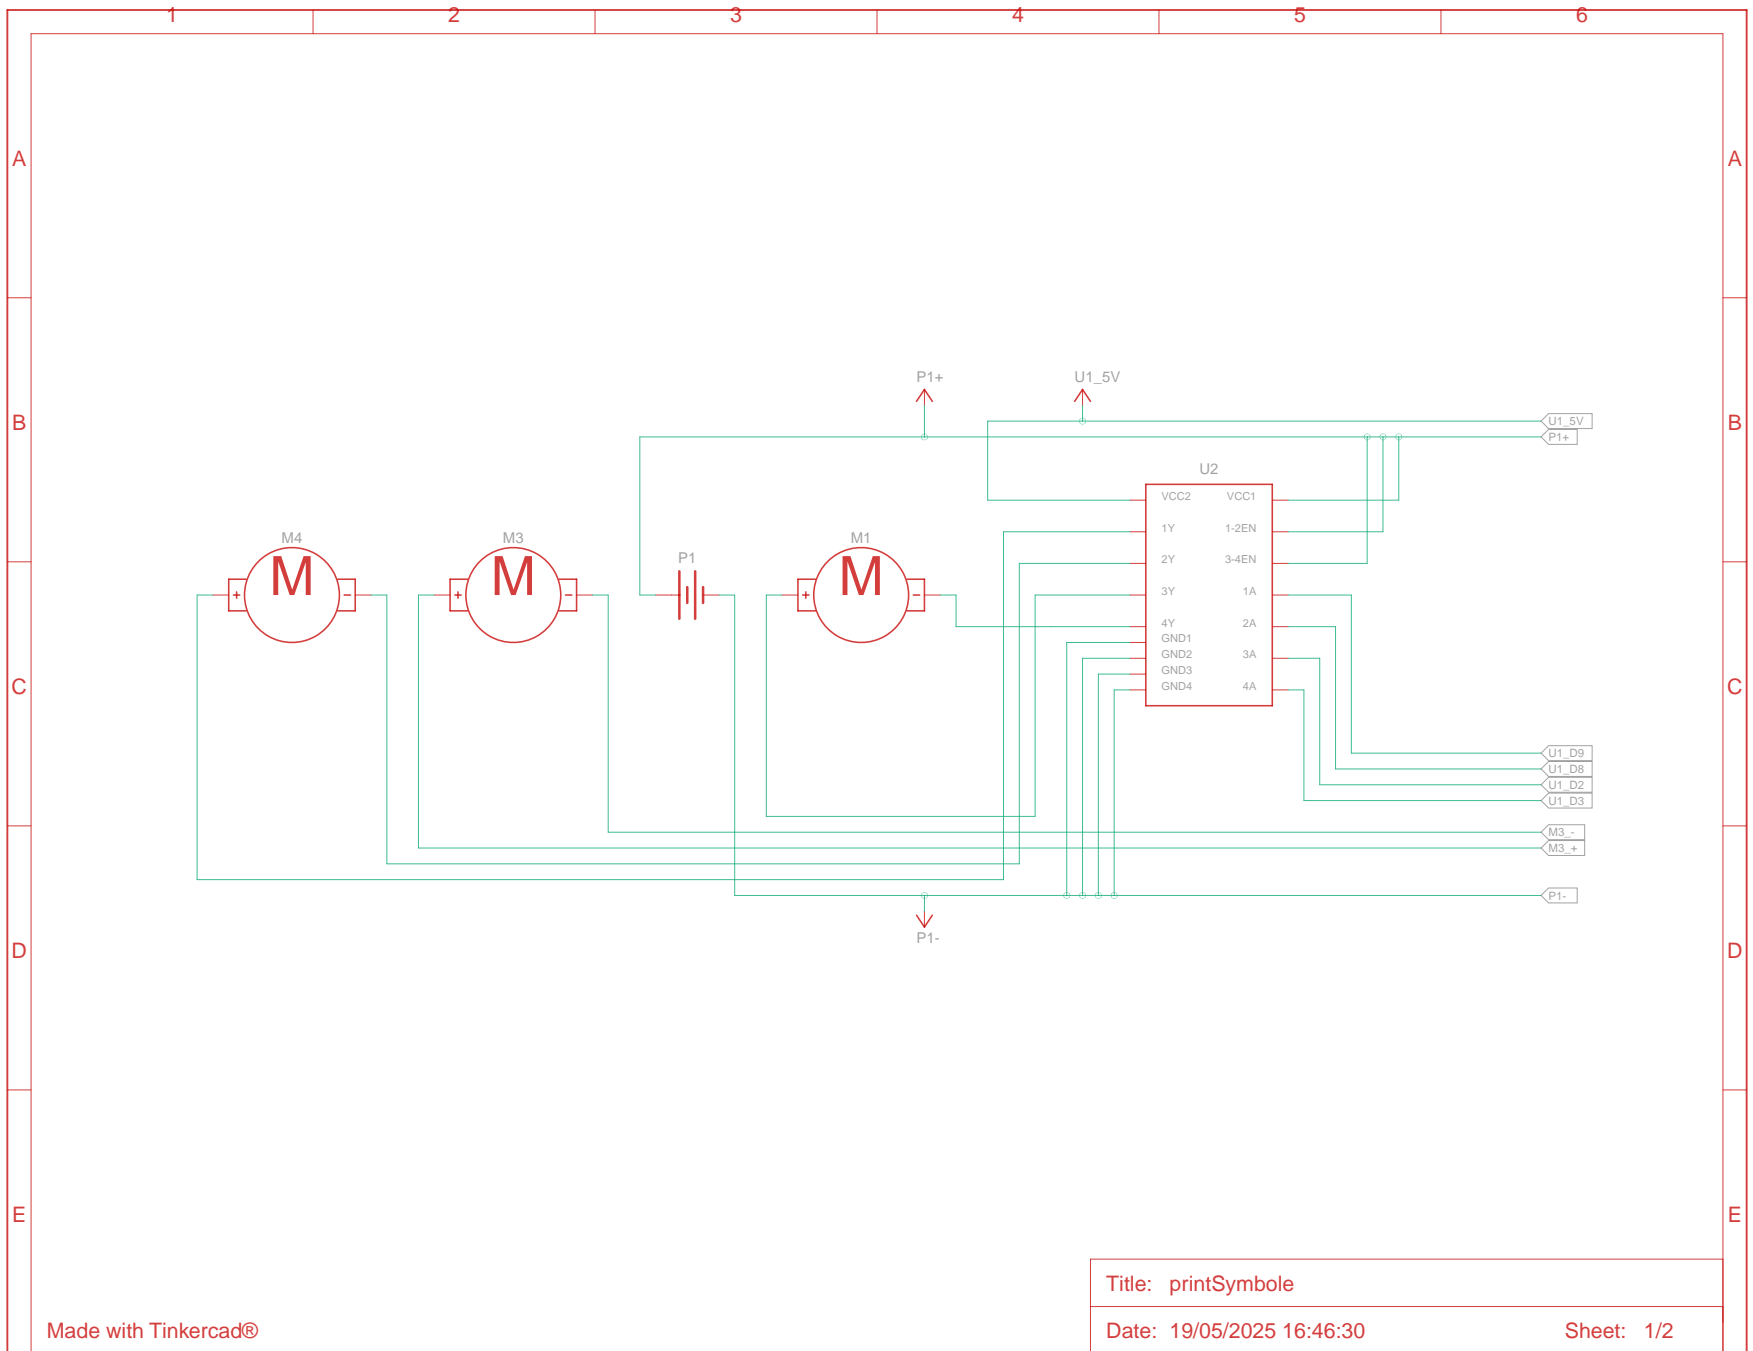 1 2 3 4 5 6
A A
P1+ U1_5V
B U1_5V B
P1+
U2
VCC2 VCC1
1Y 1-2EN
M4 M3 P1 M1
M M M
2Y 3-4EN
+ - + - + -
3Y 1A
4Y 2A
GND1
GND2 3A
GND3
C GND4 4A C
U1_D9
U1_D8
U1_D2
U1_D3
M3_-
M3_+
P1-
P1-
D D
E E
Title: printSymbole
Made with Tinkercad® Date: 19/05/2025 16:46:30 Sheet: 1/2